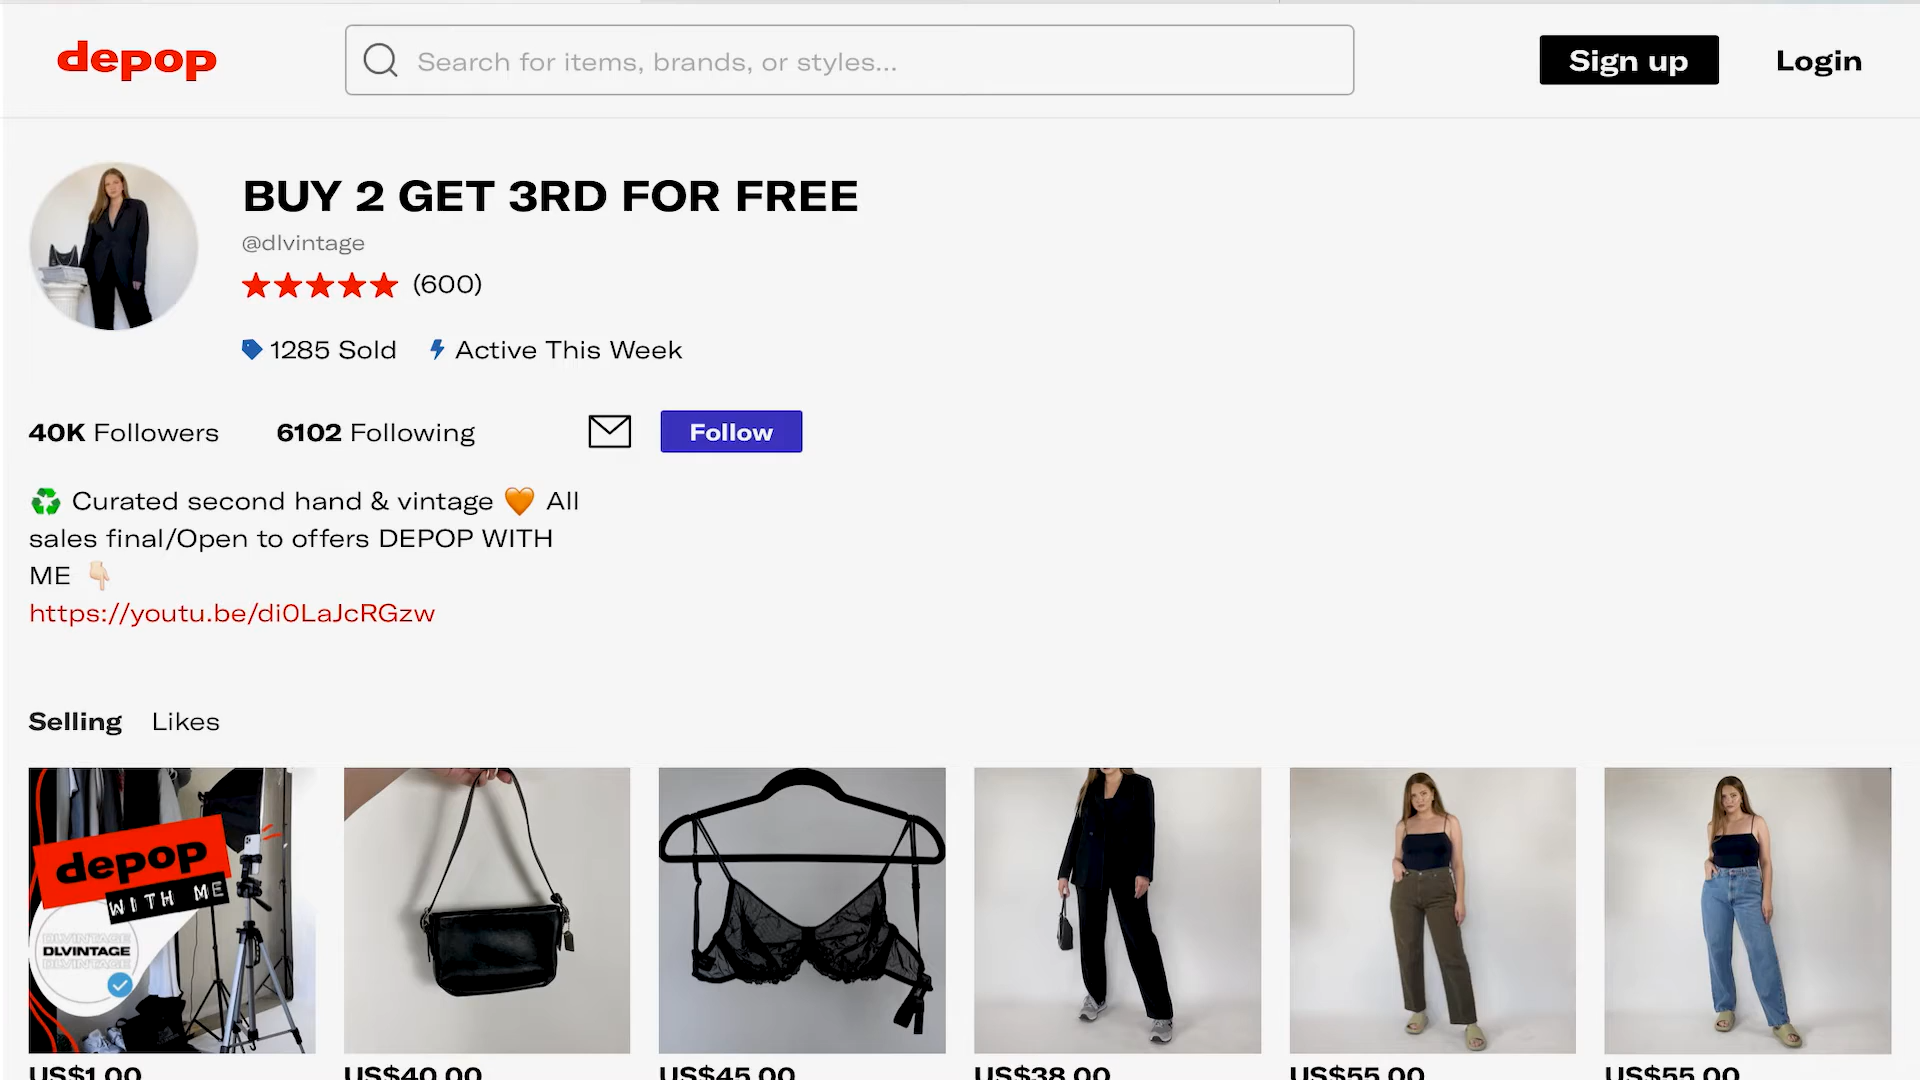 depop
Search for items, brands, or styles...
Sign up
Login
BUY 2 GET 3RD FOR FREE
@dlvintage
(600)
1285 Sold
Active This Week
40K Followers
6102 Following
Follow
♻️ Curated second hand & vintage 🧡 All
sales final/Open to offers DEPOP WITH
ME 👇🏻
https://youtu.be/di0LaJcRGzw
Selling
Likes
depop
WITH ME
DLVINTAGE
DLVINTAGE
DLVINTAGE
US$1.00
US$40.00
US$45.00
US$38.00
US$55.00
US$55.00